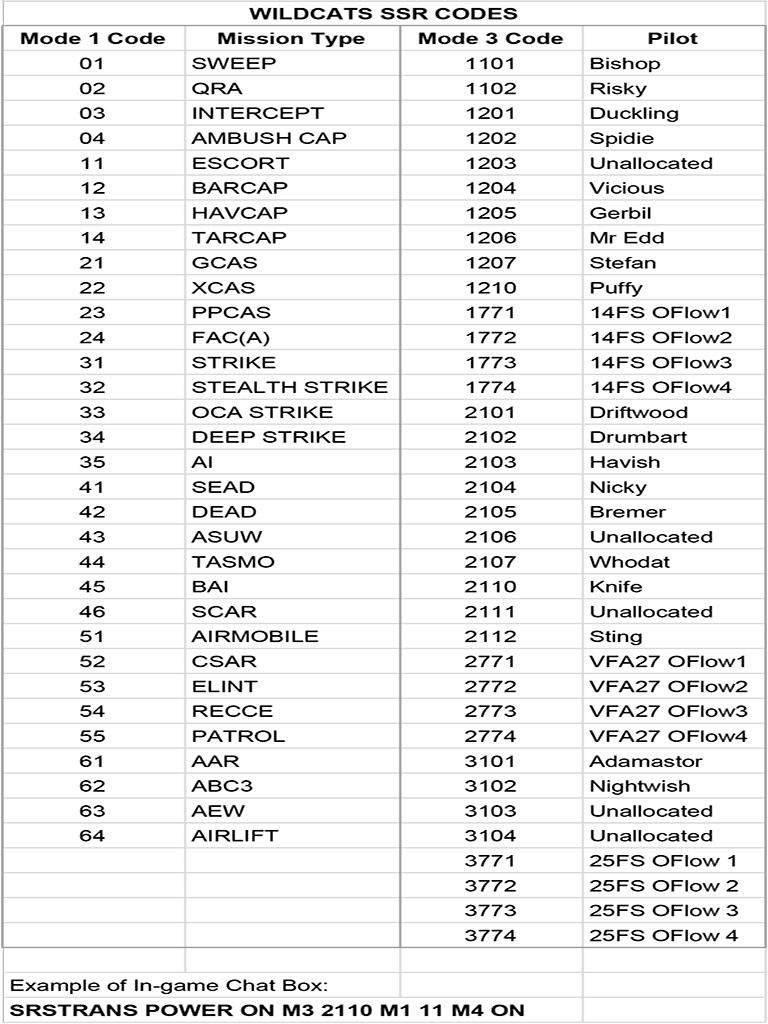 WILDCATS SSR CODES
Mode 1 Code Mission Type Mode 3 Code Pilot
01 SWEEP 1101 Bishop
02 QRA 1102 Risky
03 INTERCEPT 1201 Duckling
04 AMBUSH CAP 1202 Spidie
11 ESCORT 1203 Unallocated
12 BARCAP 1204 Vicious
13 HAVCAP 1205 Gerbil
14 TARCAP 1206 Mr Edd
21 GCAS 1207 Stefan
22 XCAS 1210 Puffy
23 PPCAS 1771 14FS OFlow1
24 FAC(A) 1772 14FS OFlow2
31 STRIKE 1773 14FS OFlow3
32 STEALTH STRIKE 1774 14FS OFlow4
33 OCA STRIKE 2101 Driftwood
34 DEEP STRIKE 2102 Drumbart
35 AI 2103 Havish
41 SEAD 2104 Nicky
42 DEAD 2105 Bremer
43 ASUW 2106 Unallocated
44 TASMO 2107 Whodat
45 BAI 2110 Knife
46 SCAR 2111 Unallocated
51 AIRMOBILE 2112 Sting
52 CSAR 2771 VFA27 OFlow1
53 ELINT 2772 VFA27 OFlow2
54 RECCE 2773 VFA27 OFlow3
55 PATROL 2774 VFA27 OFlow4
61 AAR 3101 Adamastor
62 ABC3 3102 Nightwish
63 AEW 3103 Unallocated
64 AIRLIFT 3104 Unallocated
3771 25FS OFlow 1
3772 25FS OFlow 2
3773 25FS OFlow 3
3774 25FS OFlow 4
Example of In-game Chat Box:
SRSTRANS POWER ON M3 2110 M1 11 M4 ON